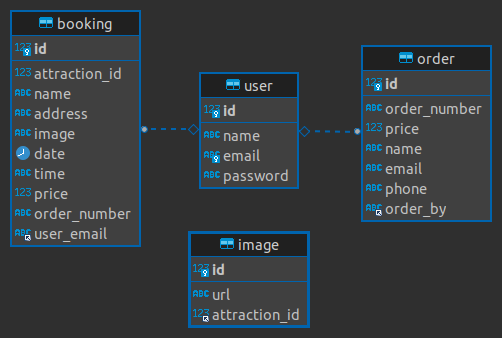 booking
123 id
123 attraction_id
ABC name
ABC address
ABC image
date
ABC time
123 price
ABC order_number
ABC user_email
user
123 id
ABC name
ABC email
ABC password
order
123 id
ABC order_number
123 price
ABC name
ABC email
ABC phone
ABC order_by
image
123 id
ABC url
123 attraction_id